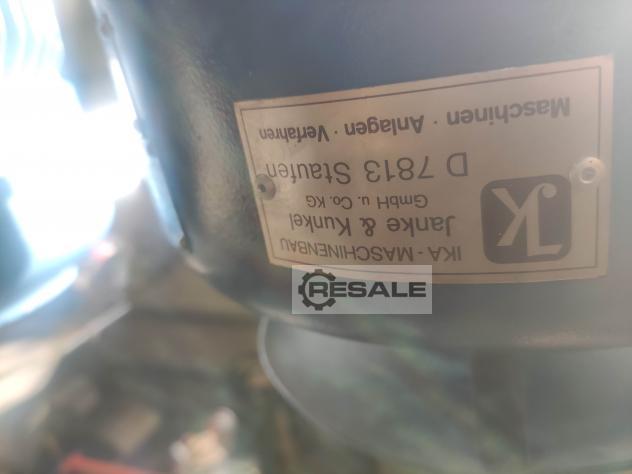 IKA - MASCHINENBAU
Janke & Kunkel
GmbH u. Co. KG
D 7813 Staufen
Maschinen · Anlagen · Verfahren
JK
RESALE